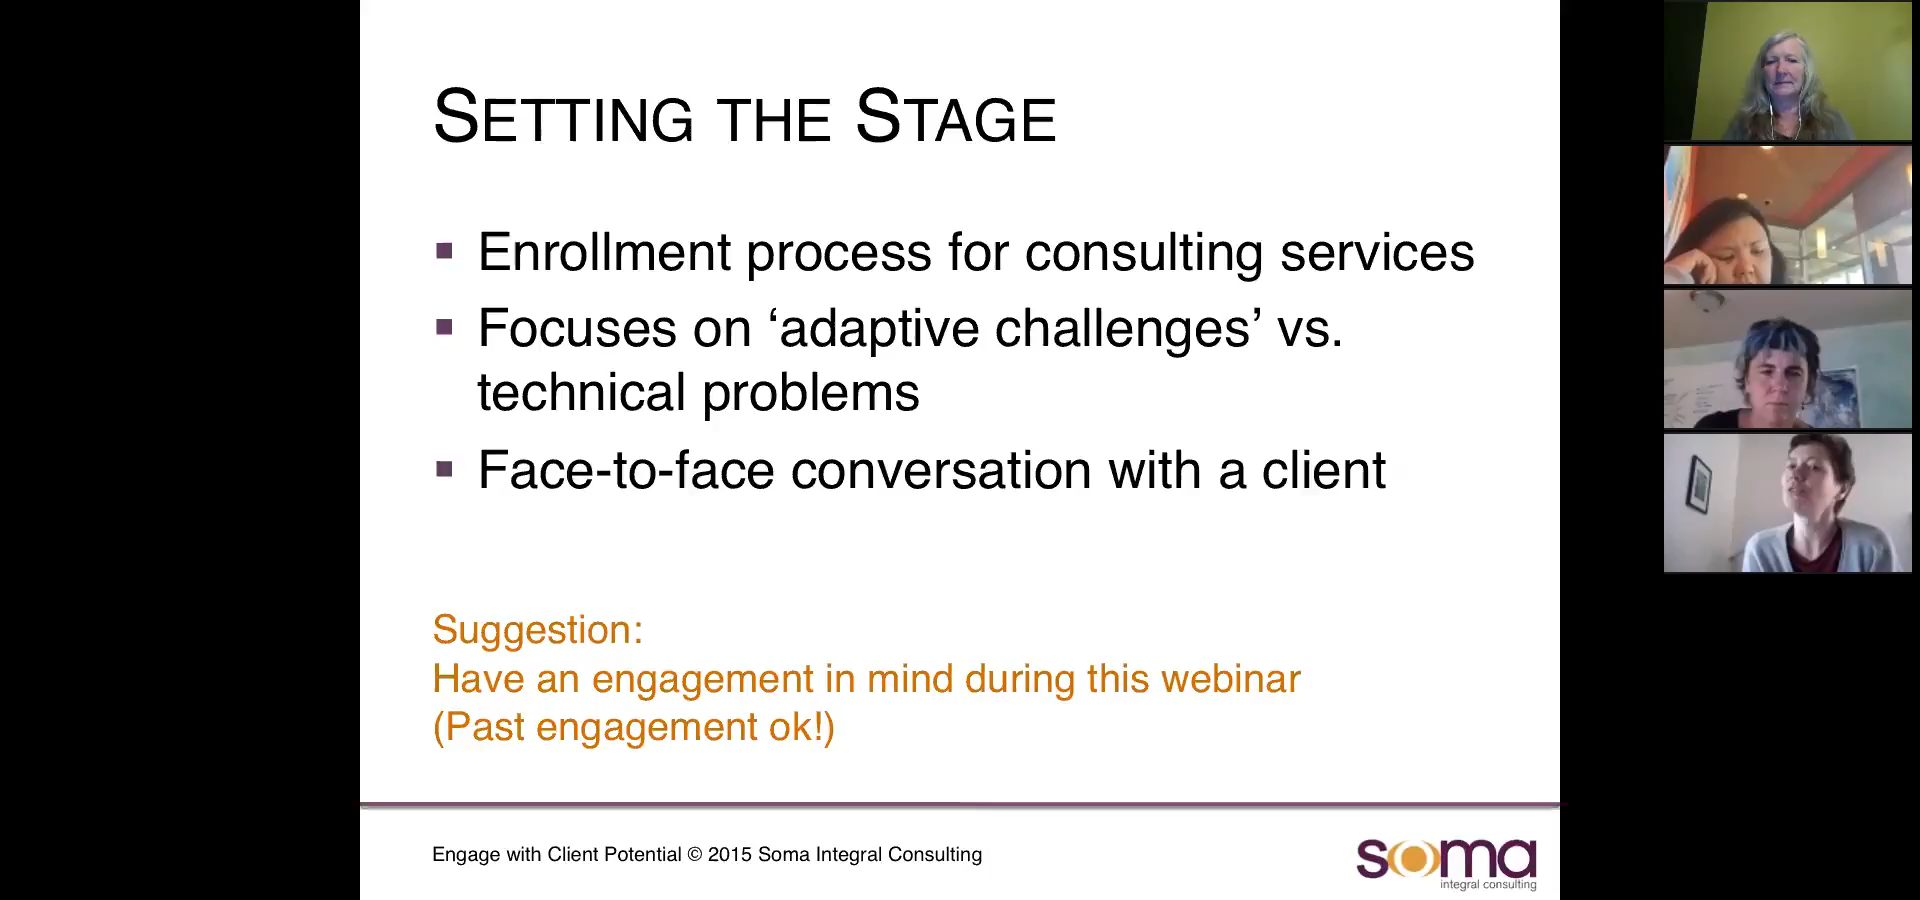 SETTING THE STAGE
Enrollment process for consulting services
Focuses on ‘adaptive challenges’ vs.
technical problems
Face-to-face conversation with a client
Suggestion:
Have an engagement in mind during this webinar
(Past engagement ok!)
Engage with Client Potential © 2015 Soma Integral Consulting
soma
integral consulting